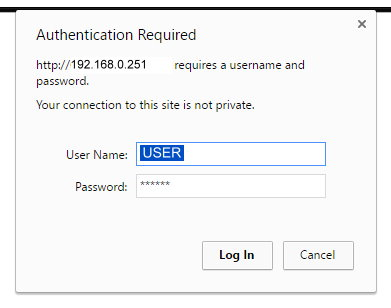 Authentication Required
http://192.168.0.251 requires a username and
password.
Your connection to this site is not private.
User Name: USER
Password: ******
Log In Cancel